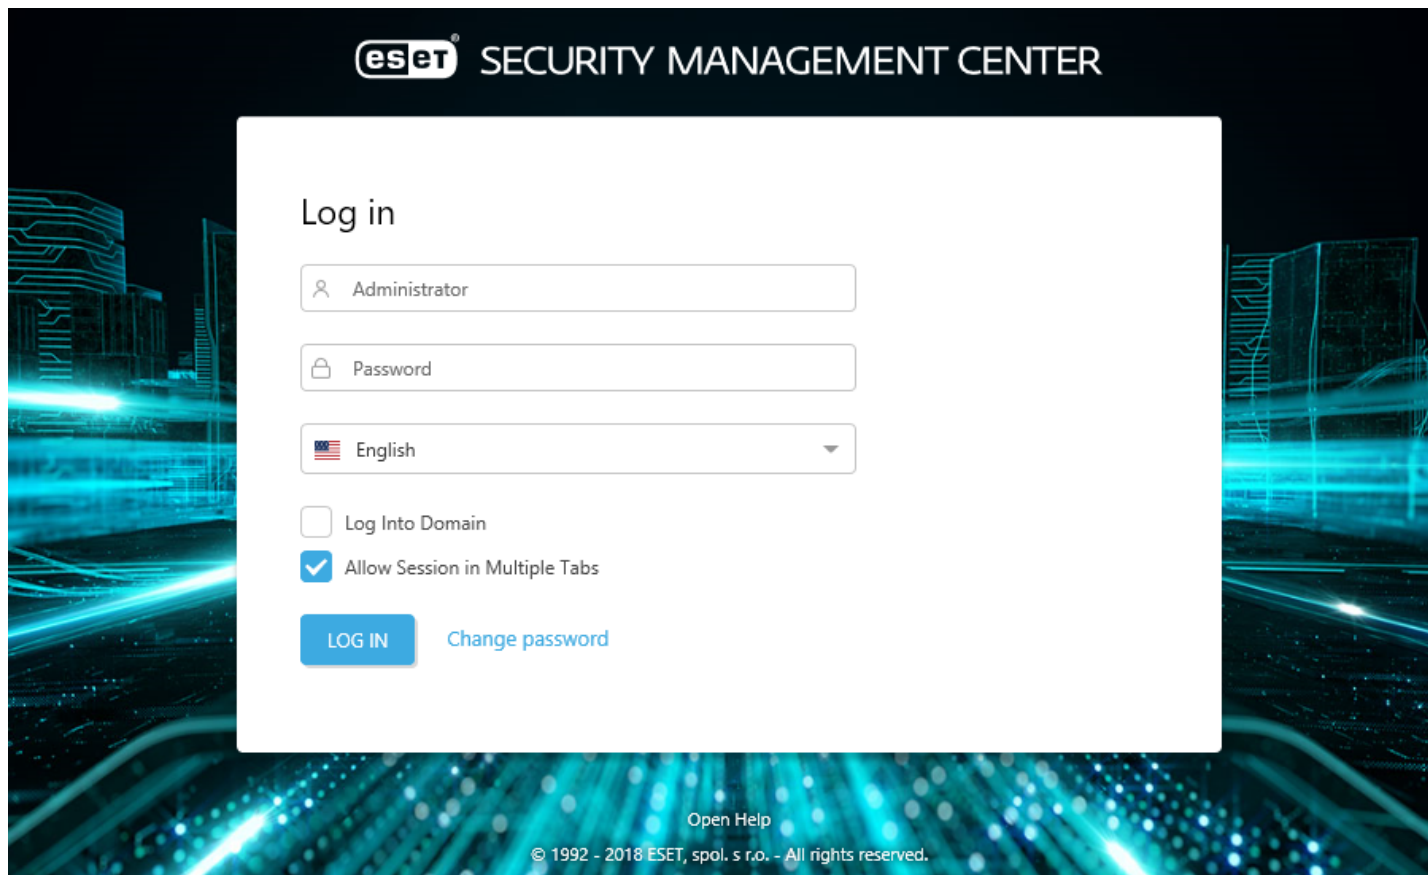 eset® SECURITY MANAGEMENT CENTER
Log in
Administrator
Password
English
Log Into Domain
Allow Session in Multiple Tabs
LOG IN Change password
Open Help
© 1992 - 2018 ESET, spol. s r.o. - All rights reserved.